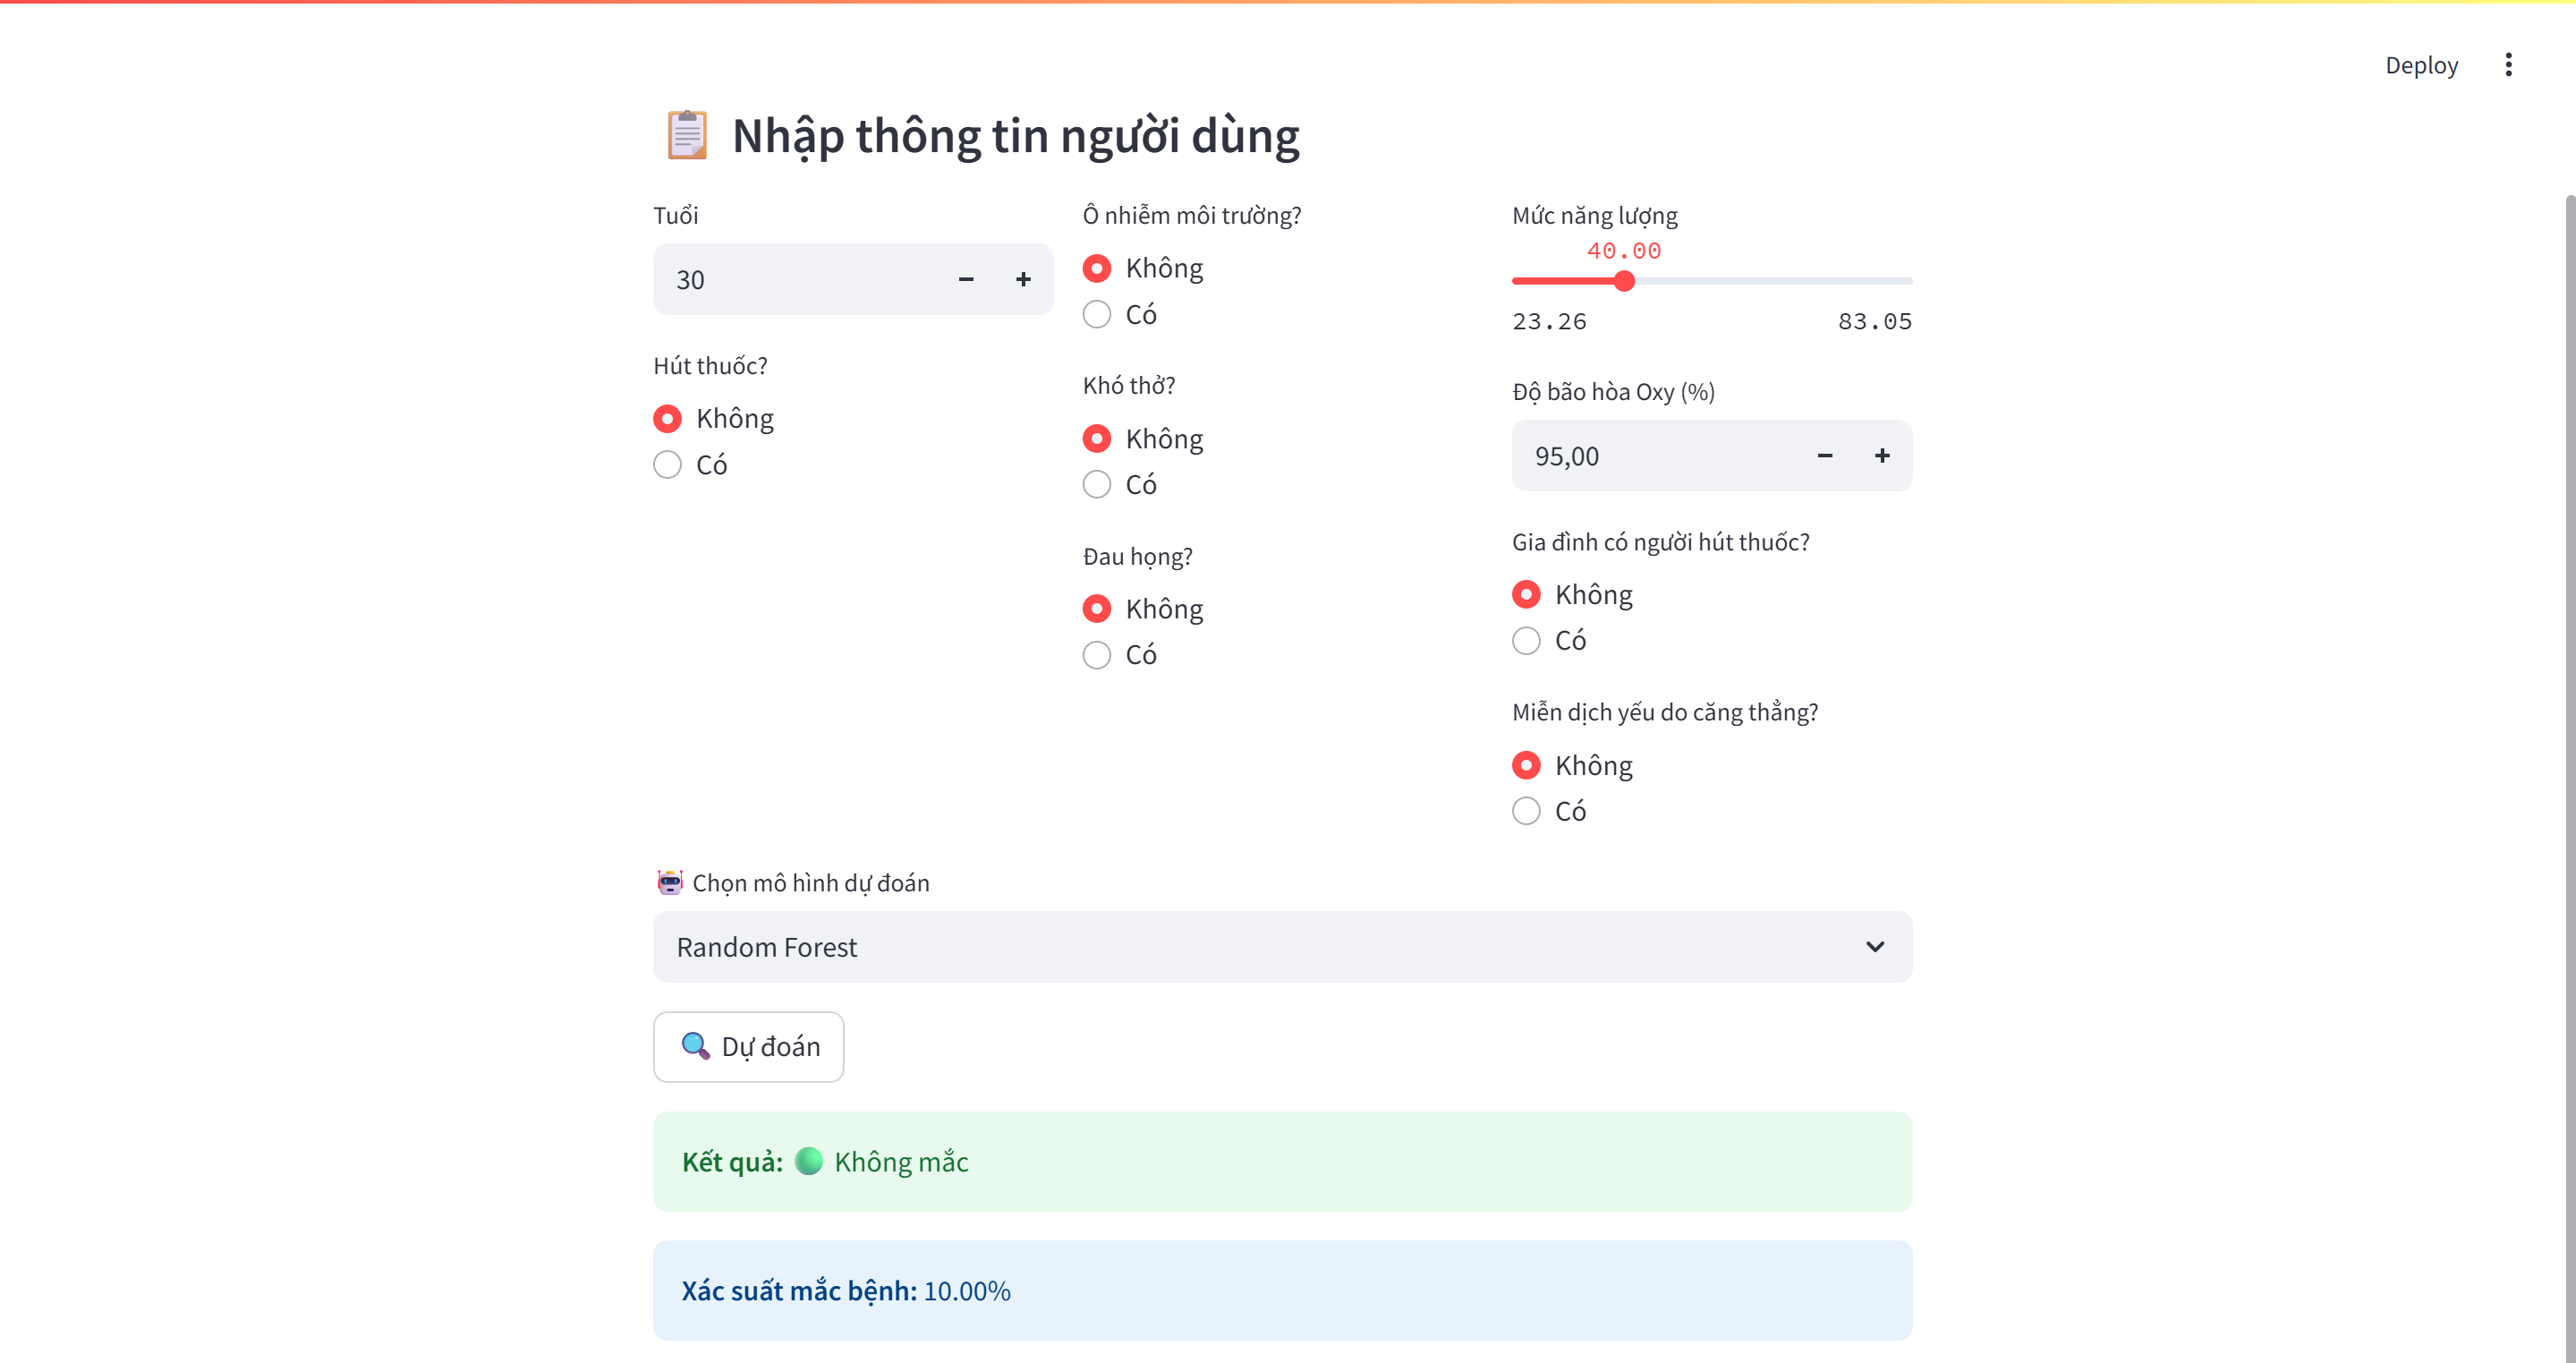 Deploy
Nhập thông tin người dùng
Tuổi
30
Hút thuốc?
Không
Có
Ô nhiễm môi trường?
Không
Có
Khó thở?
Không
Có
Đau họng?
Không
Có
Mức năng lượng
40.00
23.26 83.05
Độ bão hòa Oxy (%)
95,00
Gia đình có người hút thuốc?
Không
Có
Miễn dịch yếu do căng thẳng?
Không
Có
Chọn mô hình dự đoán
Random Forest
Dự đoán
Kết quả: Không mắc
Xác suất mắc bệnh: 10.00%